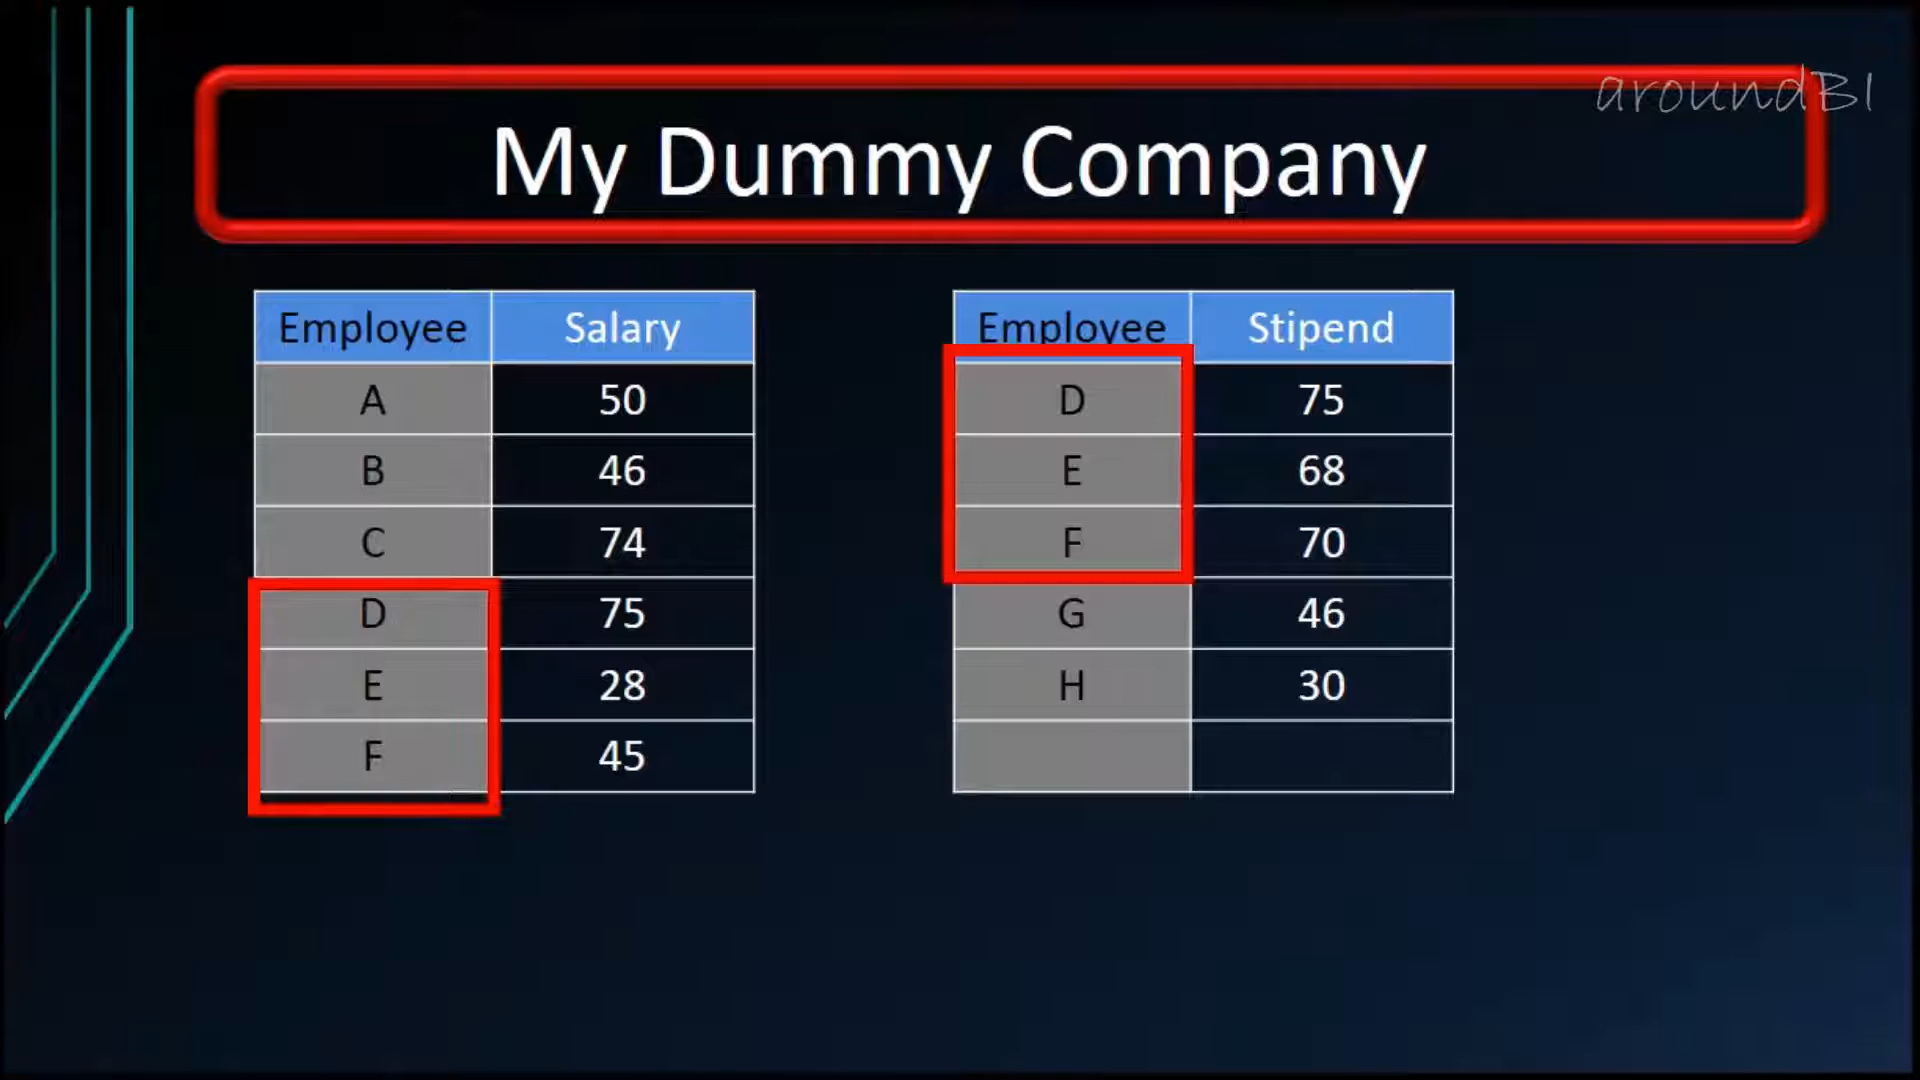 aroundBI
My Dummy Company
Employee Salary
A 50
B 46
C 74
D 75
E 28
F 45
Employee Stipend
D 75
E 68
F 70
G 46
H 30